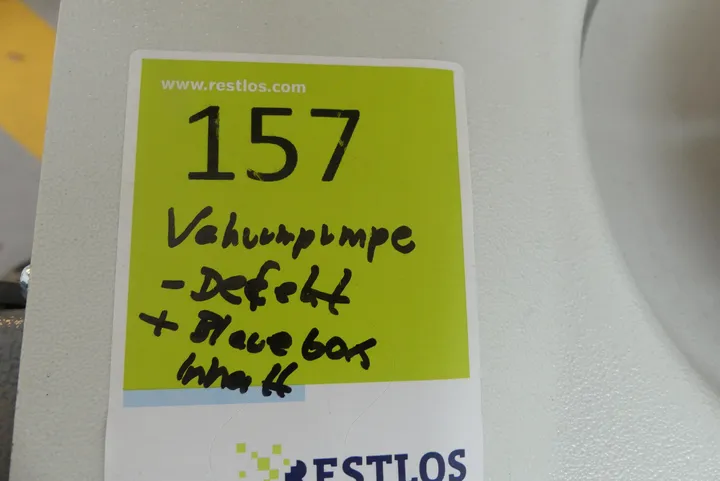 www.restlos.com
157
Vakuumpumpe
- Defekt
+ Blaue box
Inhalt
RESTLOS